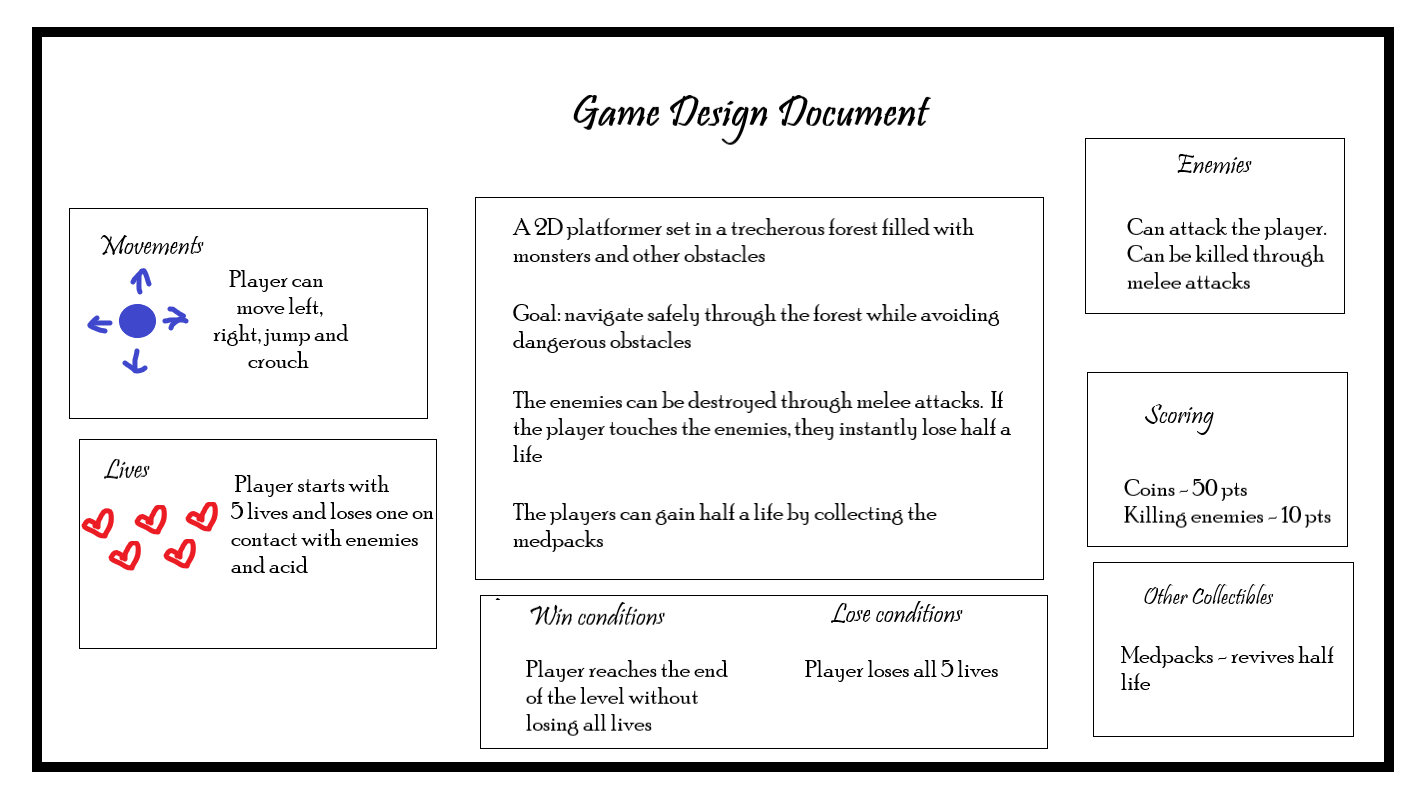 Game Design Document
Movements
Player can
move left,
right, jump and
crouch
Lives
Player starts with
5 lives and loses one on
contact with enemies
and acid
A 2D platformer set in a trecherous forest filled with
monsters and other obstacles
Goal: navigate safely through the forest while avoiding
dangerous obstacles
The enemies can be destroyed through melee attacks. If
the player touches the enemies, they instantly lose half a
life
The players can gain half a life by collecting the
medpacks
Win conditions
Player reaches the end
of the level without
losing all lives
Lose conditions
Player loses all 5 lives
Enemies
Can attack the player.
Can be killed through
melee attacks
Scoring
Coins - 50 pts
Killing enemies - 10 pts
Other Collectibles
Medpacks - revives half
life